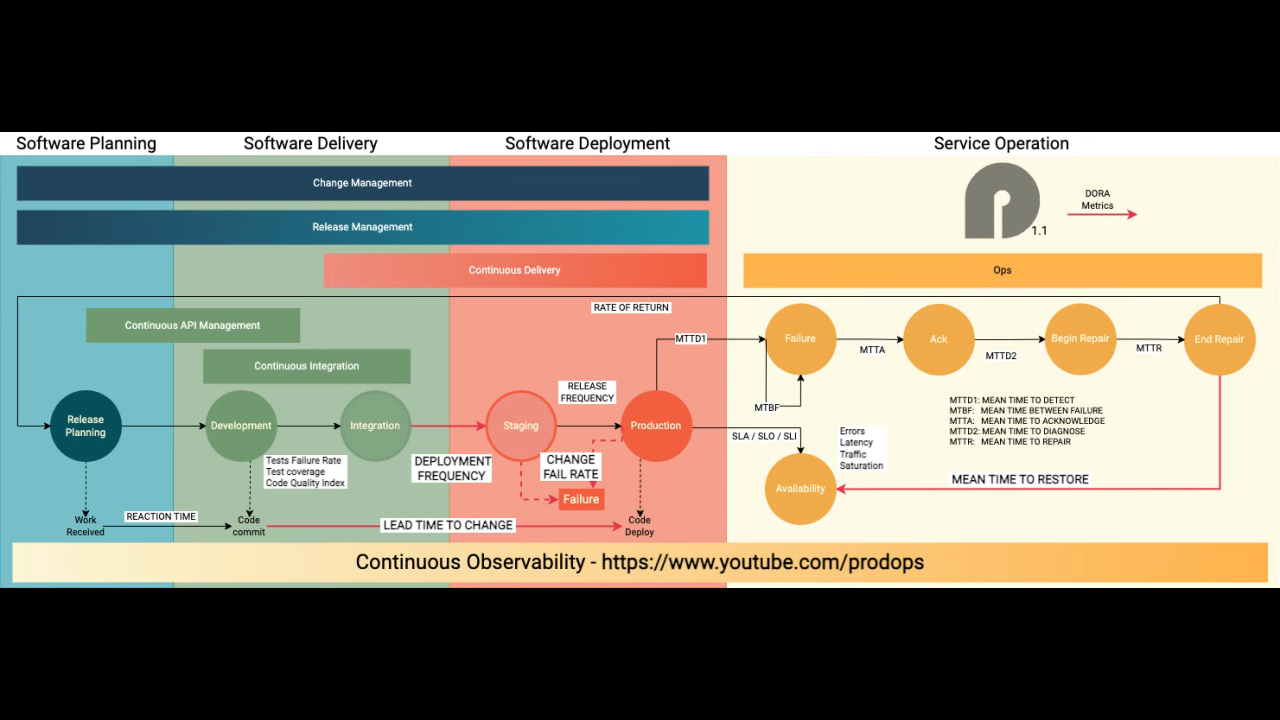 Software Planning
Software Delivery
Software Deployment
Service Operation
Change Management
Release Management
Continuous Delivery
DORA
Metrics
1.1
Ops
RATE OF RETURN
Continuous API Management
Continuous Integration
MTTD1
Failure
MTTA
Ack
MTTD2
Begin Repair
MTTR
End Repair
MTBF
Release
Planning
Development
Integration
Staging
RELEASE
FREQUENCY
Production
SLA / SLO / SLI
Errors
Latency
Traffic
Saturation
MTTD1: MEAN TIME TO DETECT
MTBF: MEAN TIME BETWEEN FAILURE
MTTA: MEAN TIME TO ACKNOWLEDGE
MTTD2: MEAN TIME TO DIAGNOSE
MTTR: MEAN TIME TO REPAIR
Tests Failure Rate
Test coverage
Code Quality Index
DEPLOYMENT
FREQUENCY
CHANGE
FAIL RATE
Failure
Availability
MEAN TIME TO RESTORE
Work
Received
REACTION TIME
Code
commit
LEAD TIME TO CHANGE
Code
Deploy
Continuous Observability - https://www.youtube.com/prodops